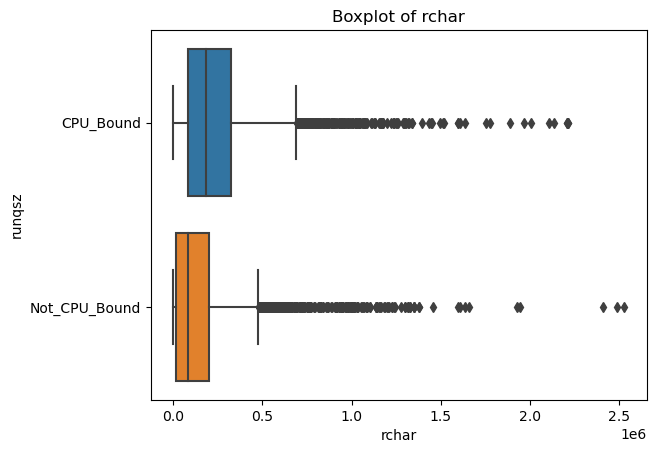 Boxplot of rchar
runqsz
CPU_Bound
Not_CPU_Bound
0.0 0.5 1.0 1.5 2.0 2.5
1e6
rchar